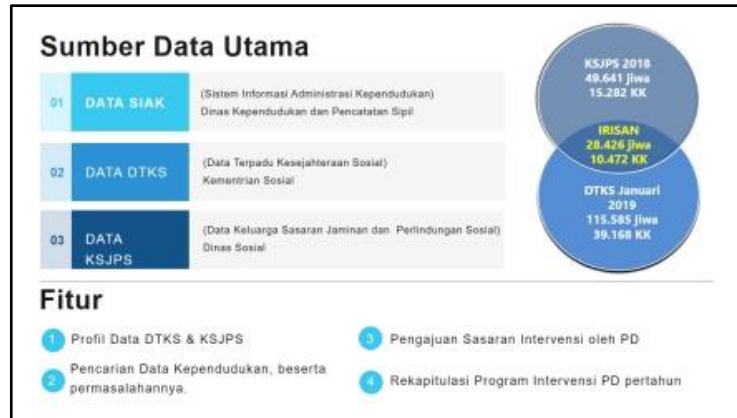 Sumber Data Utama
01 DATA SIAK
(Sistem Informasi Administrasi Kependudukan)
Dinas Kependudukan dan Pencatatan Sipil
02 DATA DTKS
(Data Terpadu Kesejahteraan Sosial)
Kementrian Sosial
03 DATA
KSJPS
(Data Keluarga Sasaran Jaminan dan Perlindungan Sosial)
Dinas Sosial
KSJPS 2018
49.641 jiwa
15.282 KK
IRISAN
28.426 jiwa
10.472 KK
DTKS Januari
2019
115.585 jiwa
39.168 KK
Fitur
1 Profil Data DTKS & KSJPS
2 Pencarian Data Kependudukan, beserta
permasalahannya.
3 Pengajuan Sasaran Intervensi oleh PD
4 Rekapitulasi Program Intervensi PD pertahun